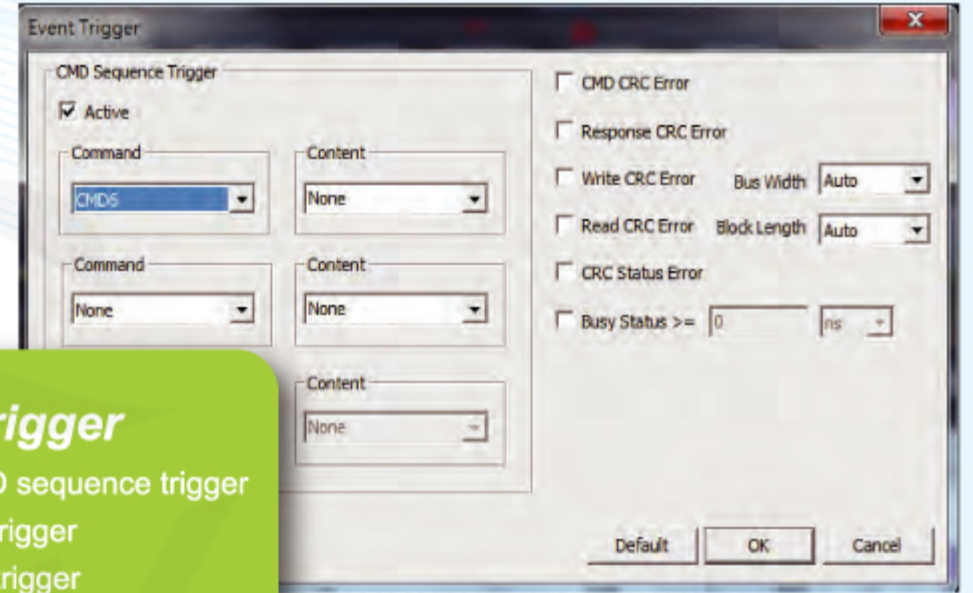 Event Trigger
CMD Sequence Trigger
Active
Command
Content
CMD6
None
Command
Content
None
None
Content
None
CMD CRC Error
Response CRC Error
Write CRC Error Bus Width Auto
Read CRC Error Block Length Auto
CRC Status Error
Busy Status >= 0 ns
Default OK Cancel
rigger
sequence trigger
rigger
trigger